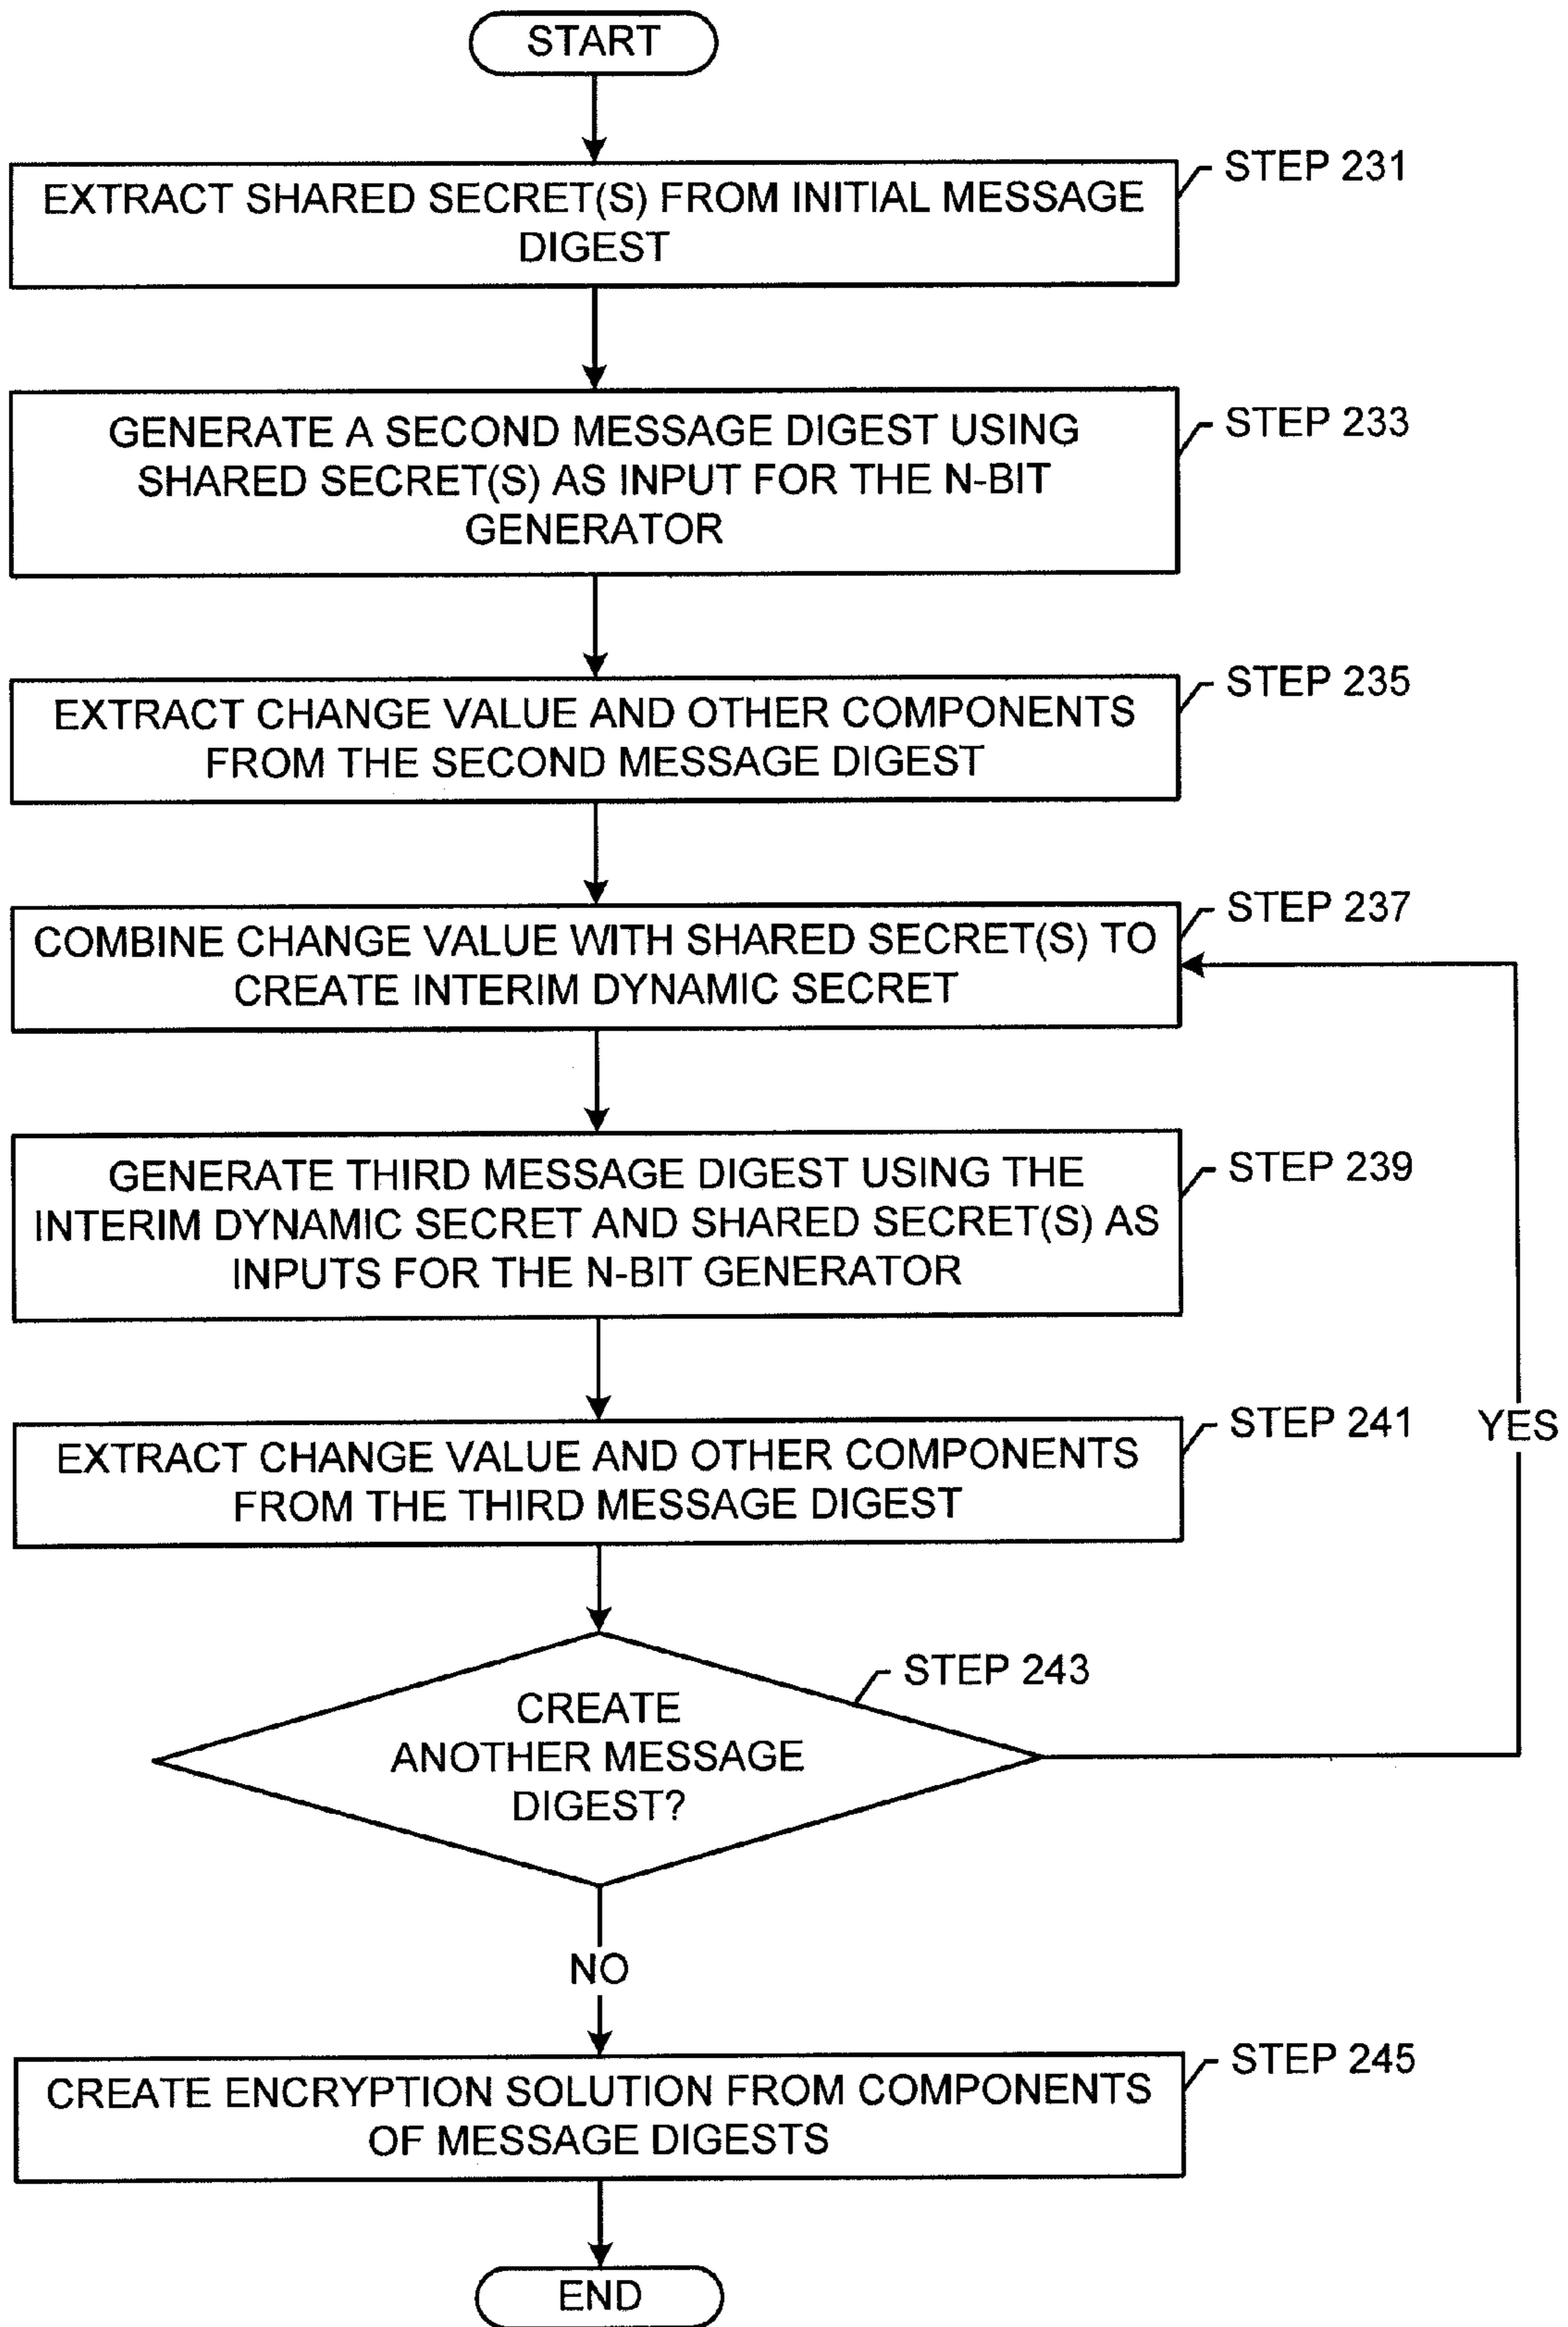 START
STEP 231
EXTRACT SHARED SECRET(S) FROM INITIAL MESSAGE
DIGEST
STEP 233
GENERATE A SECOND MESSAGE DIGEST USING
SHARED SECRET(S) AS INPUT FOR THE N-BIT
GENERATOR
STEP 235
EXTRACT CHANGE VALUE AND OTHER COMPONENTS
FROM THE SECOND MESSAGE DIGEST
STEP 237
COMBINE CHANGE VALUE WITH SHARED SECRET(S) TO
CREATE INTERIM DYNAMIC SECRET
STEP 239
GENERATE THIRD MESSAGE DIGEST USING THE
INTERIM DYNAMIC SECRET AND SHARED SECRET(S) AS
INPUTS FOR THE N-BIT GENERATOR
STEP 241
EXTRACT CHANGE VALUE AND OTHER COMPONENTS
FROM THE THIRD MESSAGE DIGEST
YES
STEP 243
CREATE
ANOTHER MESSAGE
DIGEST?
NO
STEP 245
CREATE ENCRYPTION SOLUTION FROM COMPONENTS
OF MESSAGE DIGESTS
END